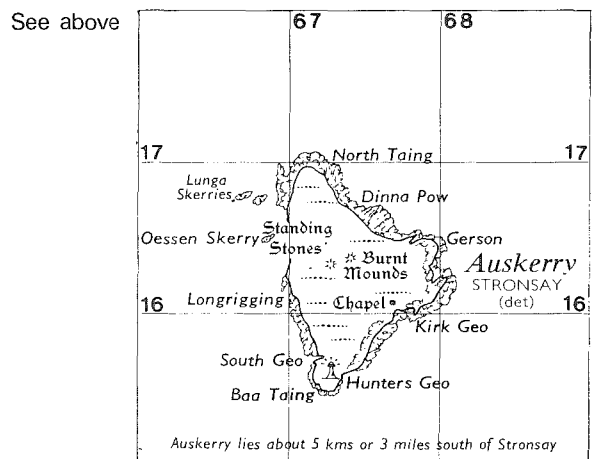 See above
67
68
17
17
North Taing
Lunga
Skerries
Dinna Pow
Standing
Stones
Oessen Skerry
Gerson
Burnt
Mounds
Auskerry
STRONSAY
(det)
Longrigging
Chapel
16
16
Kirk Geo
South Geo
Hunters Geo
Baa Taing
Auskerry lies about 5 kms or 3 miles south of Stronsay